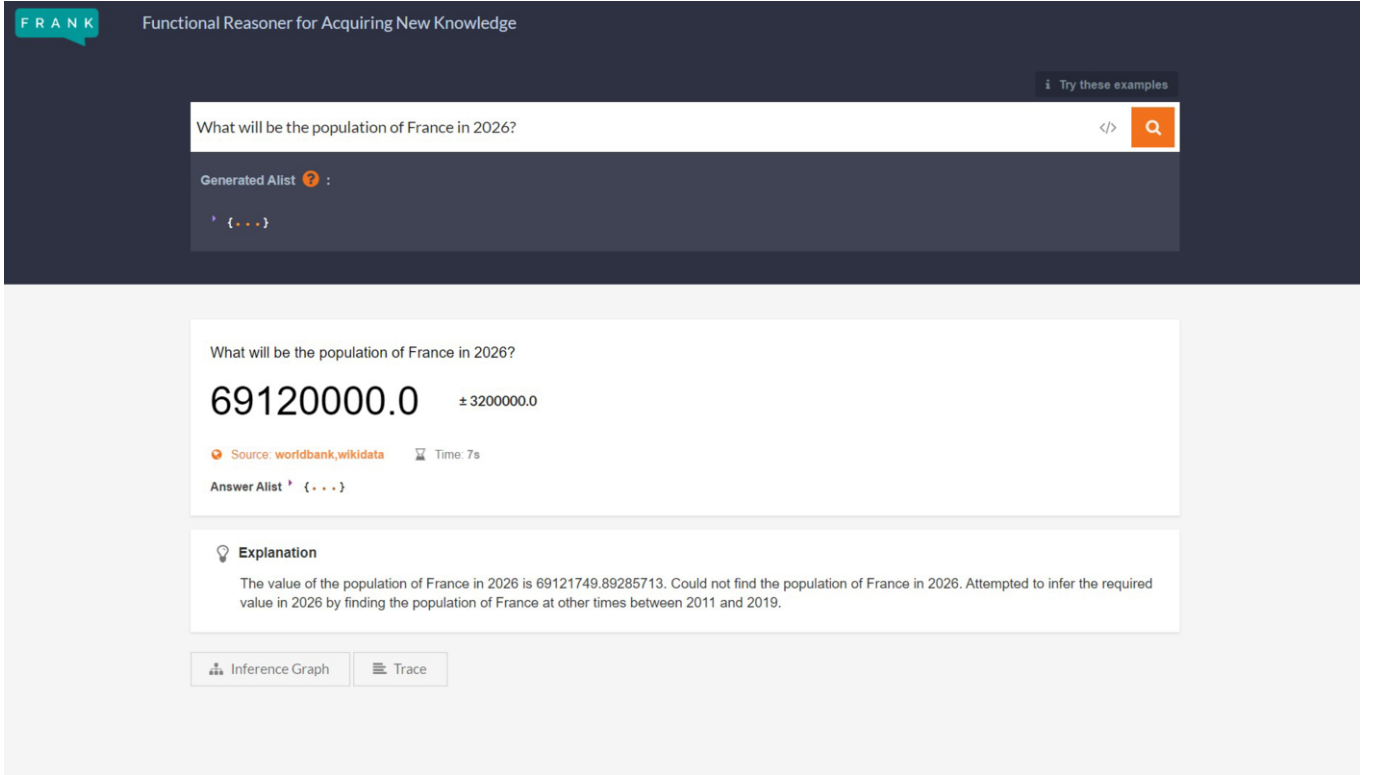 FRANK
Functional Reasoner for Acquiring New Knowledge
i Try these examples
What will be the population of France in 2026?
</>
Generated Alist ? :
{...}
What will be the population of France in 2026?
69120000.0 ± 3200000.0
Source: worldbank,wikidata Time: 7s
Answer Alist {...}
Explanation
The value of the population of France in 2026 is 69121749.89285713. Could not find the population of France in 2026. Attempted to infer the required
value in 2026 by finding the population of France at other times between 2011 and 2019.
Inference Graph Trace